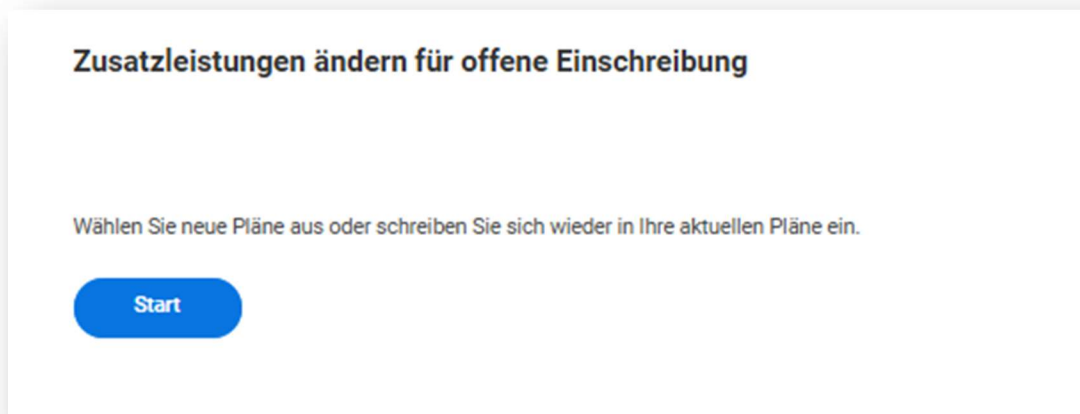 Zusatzleistungen ändern für offene Einschreibung
Wählen Sie neue Pläne aus oder schreiben Sie sich wieder in Ihre aktuellen Pläne ein.
Start